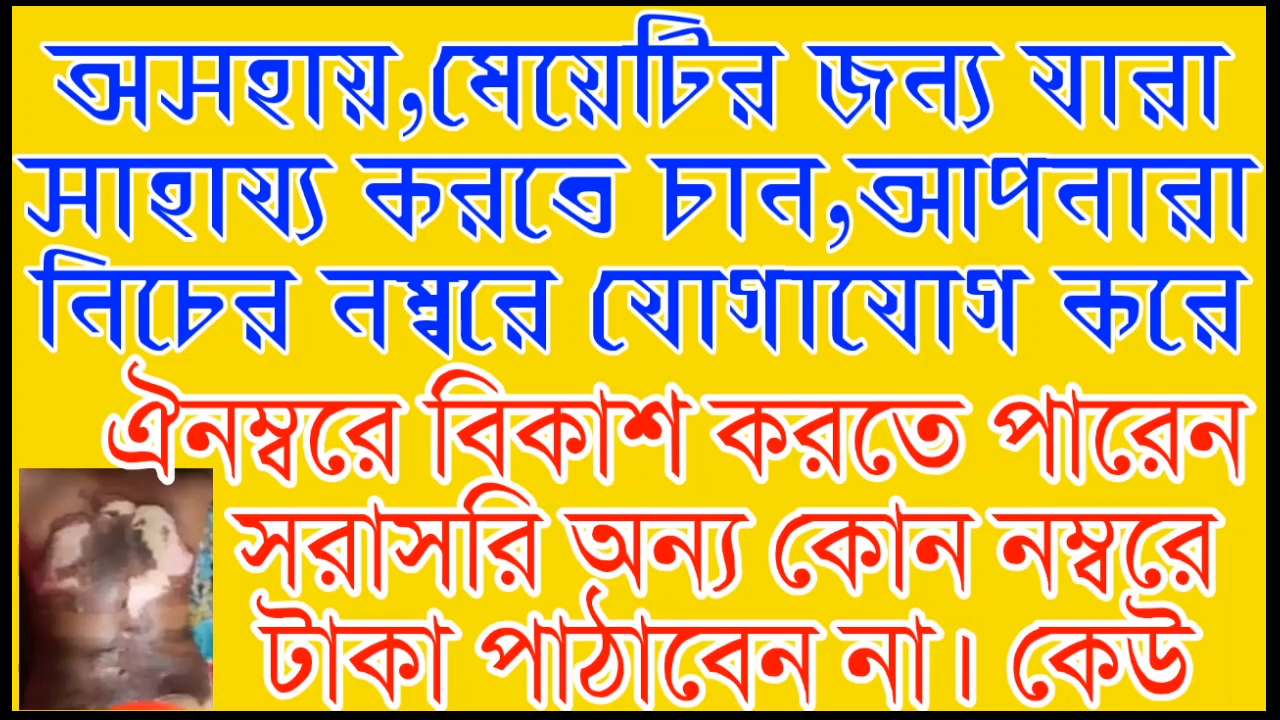 অসহায়,মেয়েটির জন্য যারা
সাহায্য করতে চান,আপনারা
নিচের নম্বরে যোগাযোগ করে
ঐনম্বরে বিকাশ করতে পারেন
সরাসরি অন্য কোন নম্বরে
টাকা পাঠাবেন না। কেউ